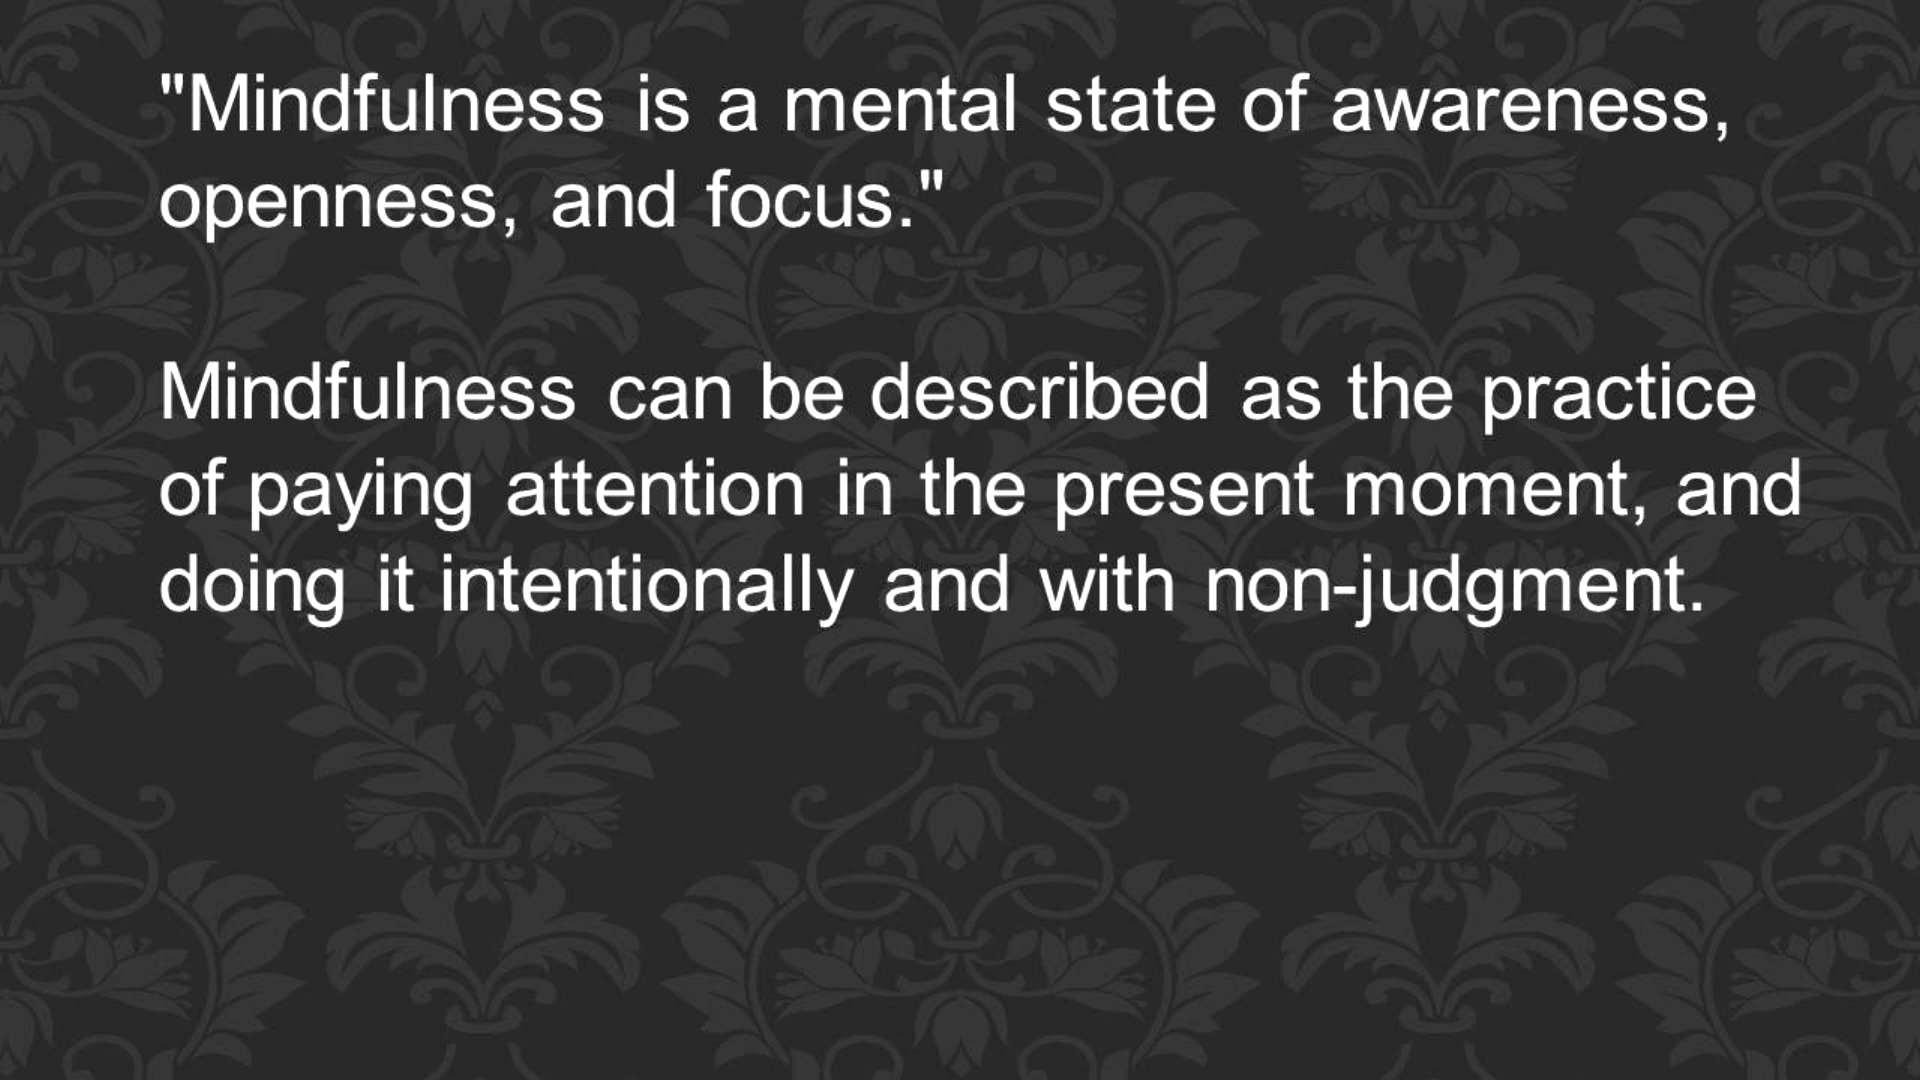 "Mindfulness is a mental state of awareness,
openness, and focus."
Mindfulness can be described as the practice
of paying attention in the present moment, and
doing it intentionally and with non-judgment.